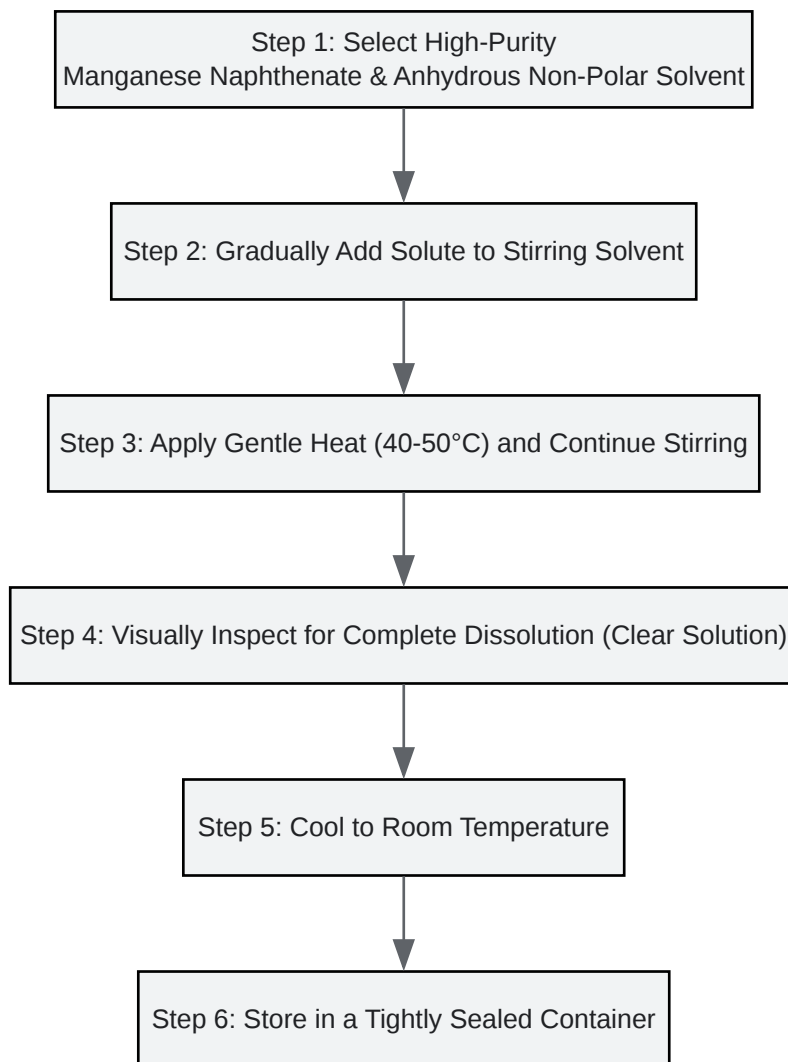 Step 1: Select High-Purity
Manganese Naphthenate & Anhydrous Non-Polar Solvent
Step 2: Gradually Add Solute to Stirring Solvent
Step 3: Apply Gentle Heat (40-50°C) and Continue Stirring
Step 4: Visually Inspect for Complete Dissolution (Clear Solution)
Step 5: Cool to Room Temperature
Step 6: Store in a Tightly Sealed Container